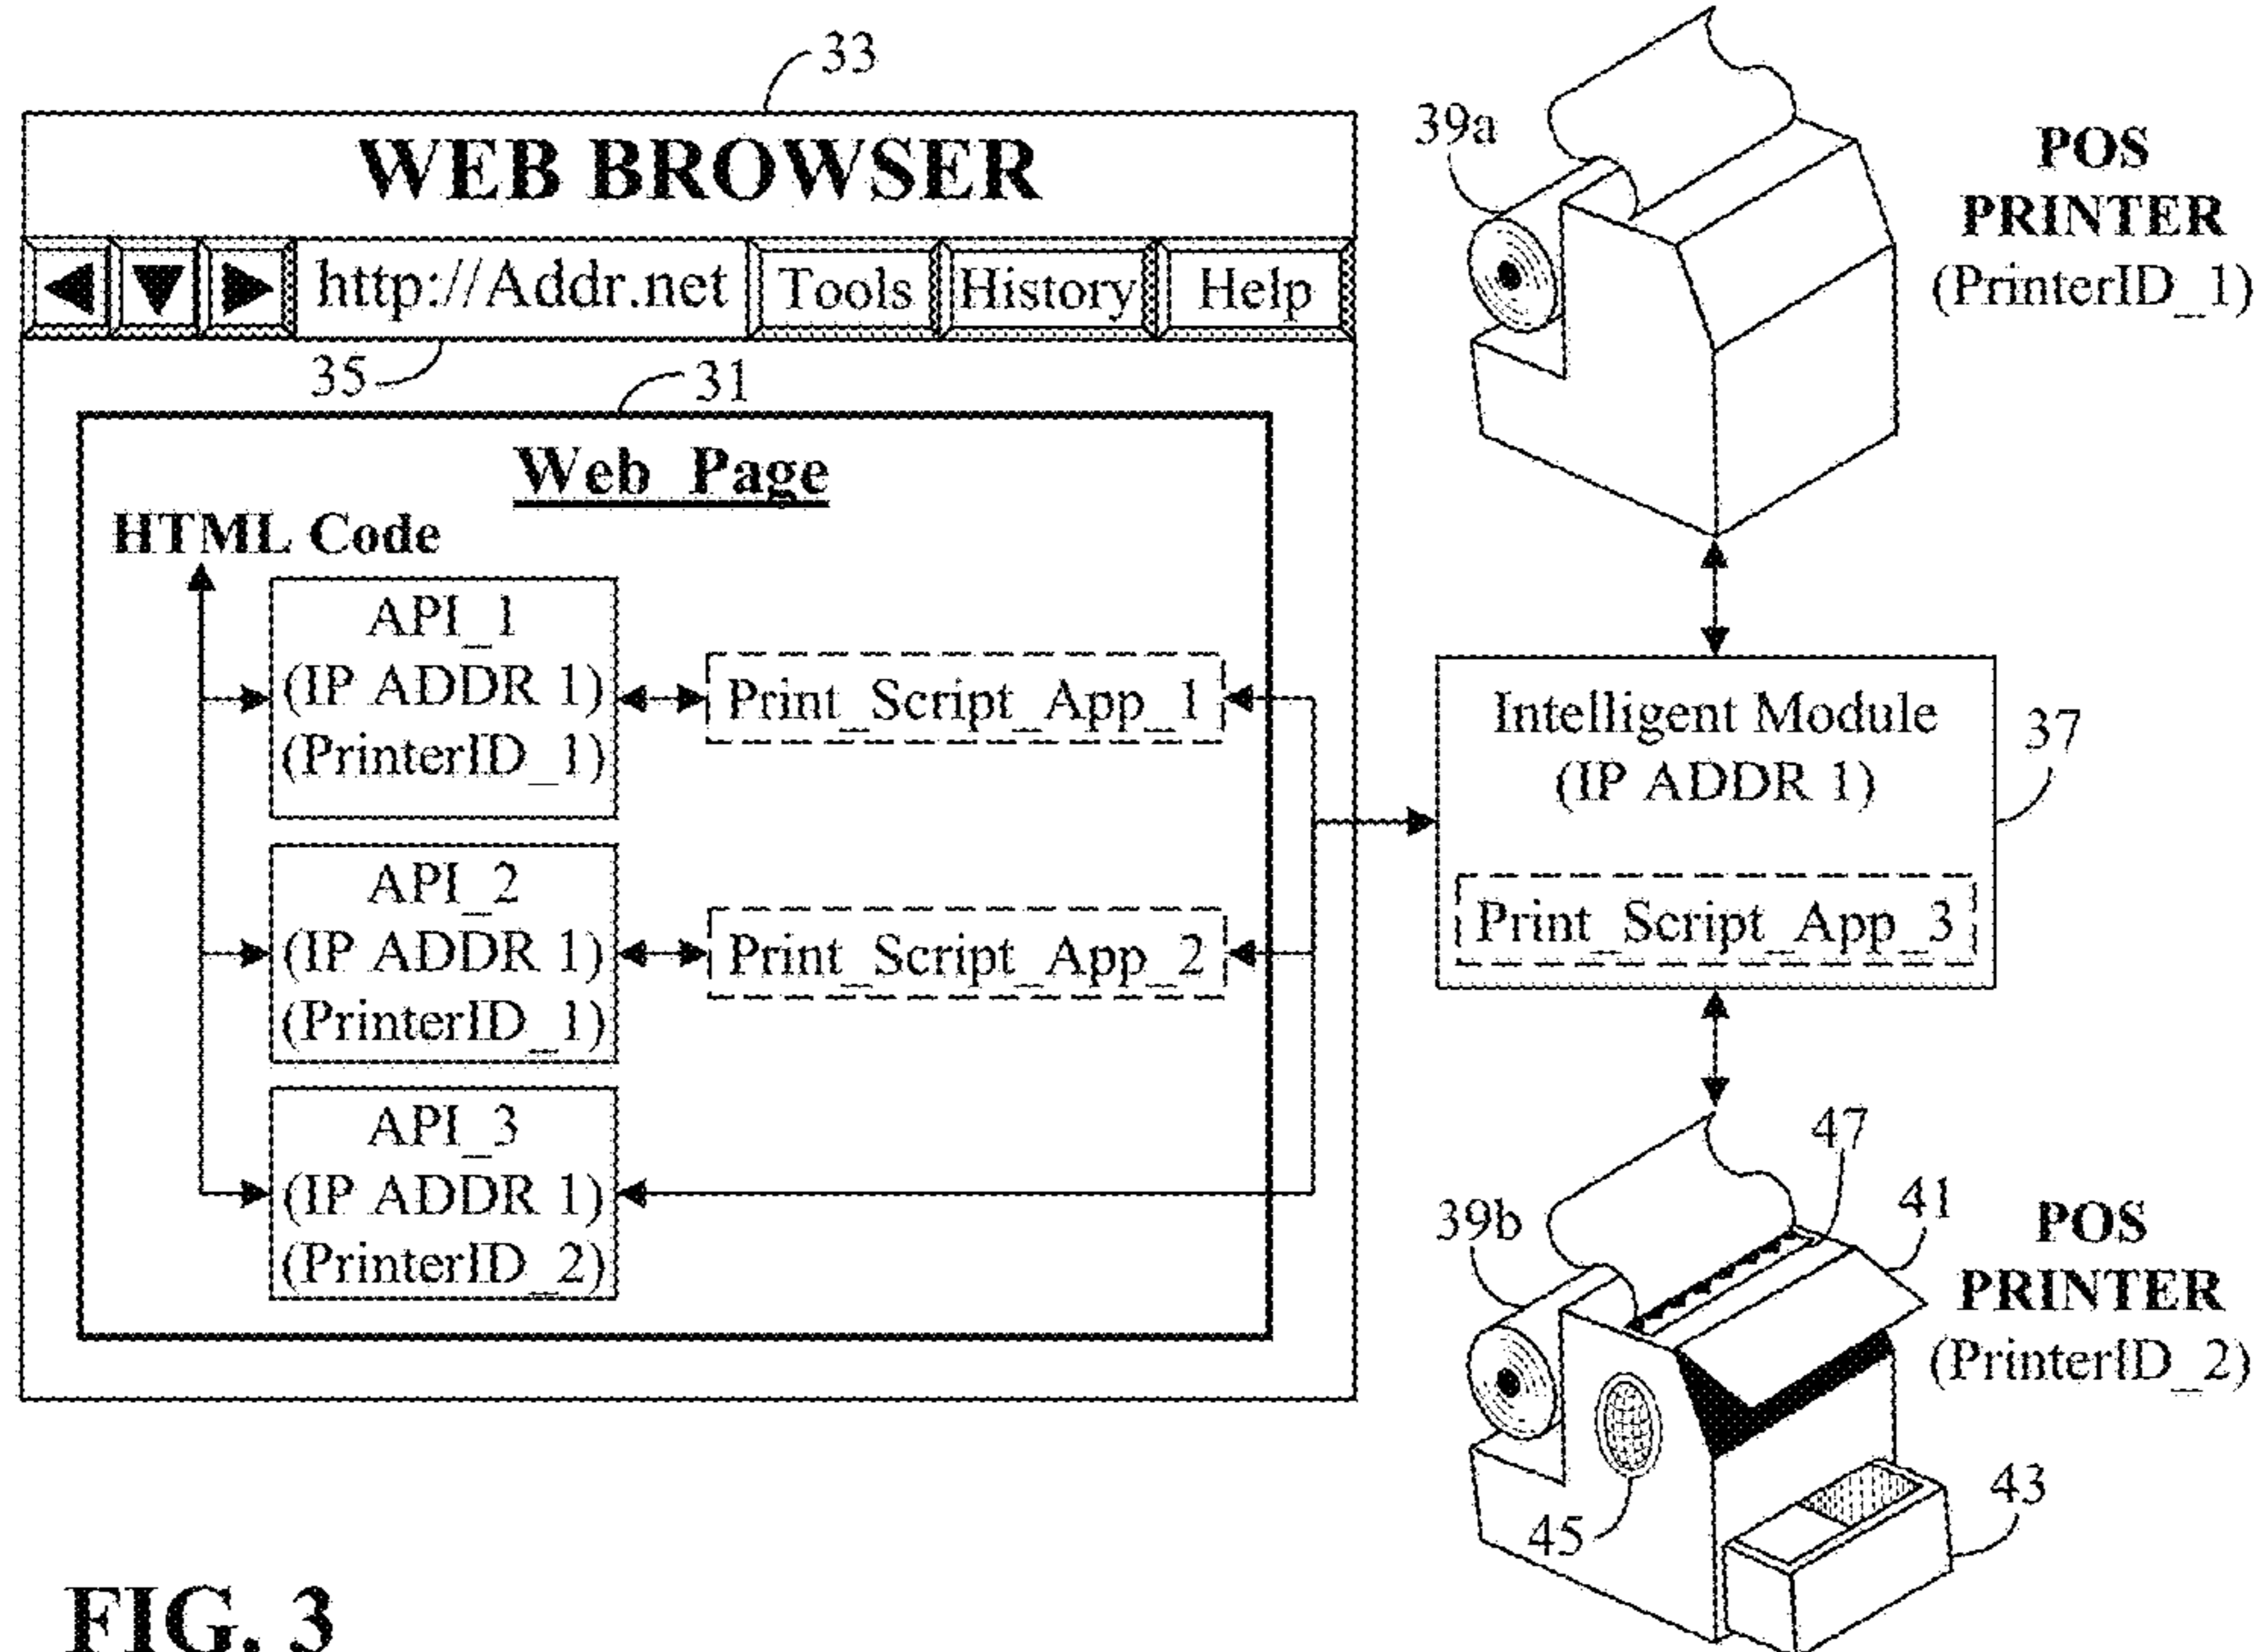 33
WEB BROWSER
http://Addr.net
Tools
History
Help
35
31
Web Page
HTML Code
API_1
(IP ADDR 1)
(PrinterID_1)
Print_Script_App_1
API_2
(IP ADDR 1)
(PrinterID_1)
Print_Script_App_2
API_3
(IP ADDR 1)
(PrinterID_2)
39a
POS
PRINTER
(PrinterID_1)
Intelligent Module
(IP ADDR 1)
37
Print_Script_App_3
47
41
39b
POS
PRINTER
(PrinterID_2)
45
43
FIG. 3